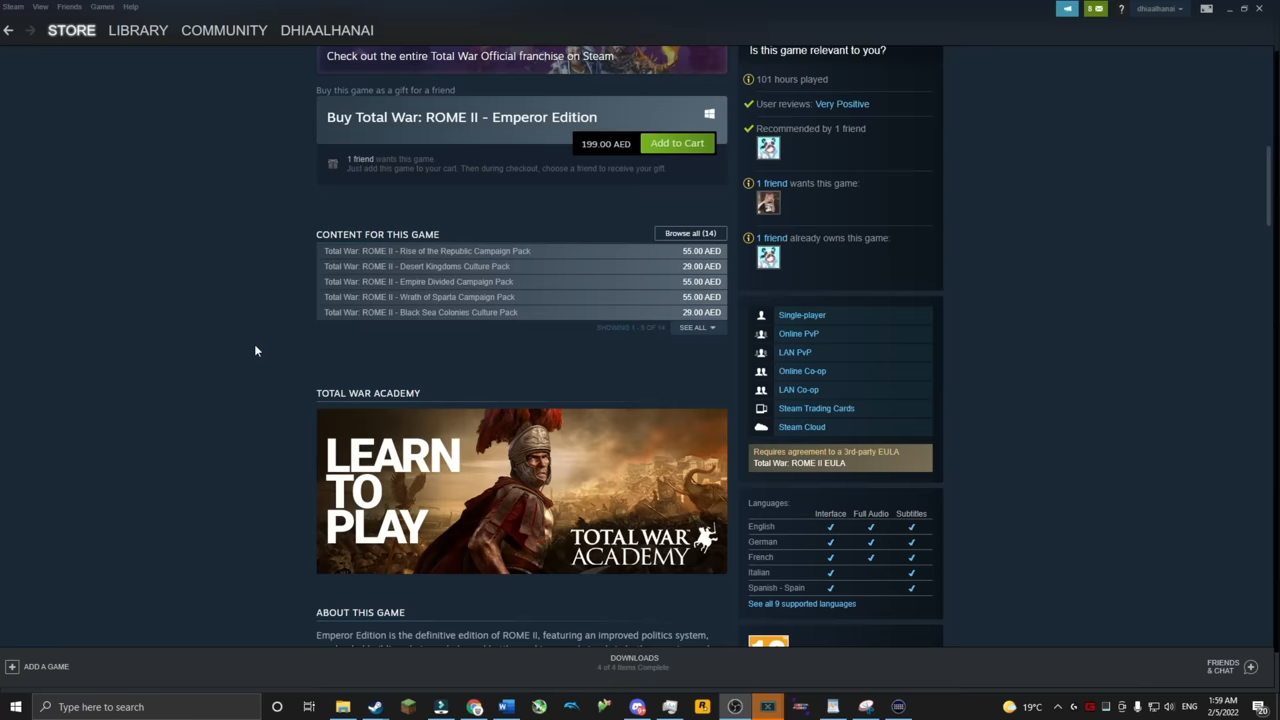 Steam View Friends Games Help
8 ? dhiaalhanai
STORE LIBRARY COMMUNITY DHIAALHANAI
Check out the entire Total War Official franchise on Steam
Buy this game as a gift for a friend
Buy Total War: ROME II - Emperor Edition
199.00 AED Add to Cart
1 friend wants this game.
Just add this game to your cart. Then during checkout, choose a friend to receive your gift.
CONTENT FOR THIS GAME Browse all (14)
Total War: ROME II - Rise of the Republic Campaign Pack 55.00 AED
Total War: ROME II - Desert Kingdoms Culture Pack 29.00 AED
Total War: ROME II - Empire Divided Campaign Pack 55.00 AED
Total War: ROME II - Wrath of Sparta Campaign Pack 55.00 AED
Total War: ROME II - Black Sea Colonies Culture Pack 29.00 AED
SHOWING 1 - 5 OF 14 SEE ALL
TOTAL WAR ACADEMY
LEARN
TO
PLAY
TOTAL WAR
ACADEMY
ABOUT THIS GAME
Emperor Edition is the definitive edition of ROME II, featuring an improved politics system,
Is this game relevant to you?
101 hours played
User reviews: Very Positive
Recommended by 1 friend
1 friend wants this game:
1 friend already owns this game:
Single-player
Online PvP
LAN PvP
Online Co-op
LAN Co-op
Steam Trading Cards
Steam Cloud
Requires agreement to a 3rd-party EULA
Total War: ROME II EULA
Languages:
Interface Full Audio Subtitles
English
German
French
Italian
Spanish - Spain
See all 9 supported languages
ADD A GAME
DOWNLOADS
4 of 4 Items Complete
FRIENDS
& CHAT
Type here to search
19°C
ENG
1:59 AM
2/5/2022
20